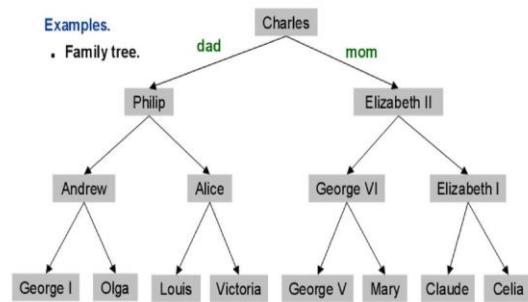 Examples.
• Family tree.
Charles
dad
mom
Philip
Elizabeth II
Andrew
Alice
George VI
Elizabeth I
George I
Olga
Louis
Victoria
George V
Mary
Claude
Celia